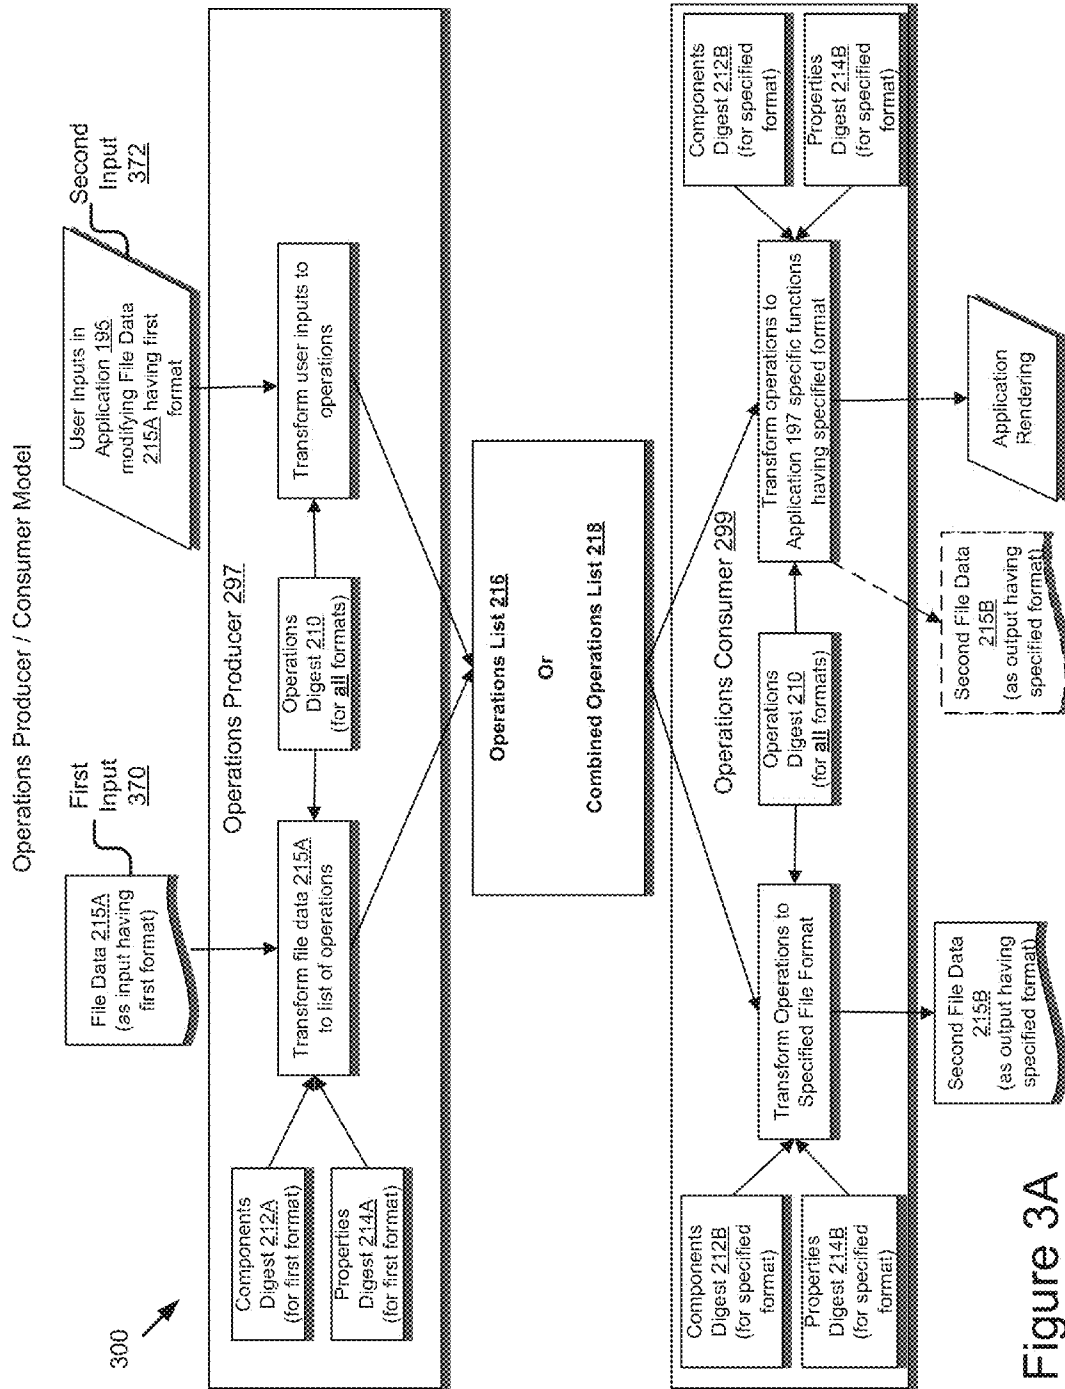 Operations Producer / Consumer Model
300
First
Input
370
Second
Input
372
File Data 215A
(as input having
first format)
User Inputs in
Application 195
modifying File Data
215A having first
format
Operations Producer 297
Components
Digest 212A
(for first format)
Properties
Digest 214A
(for first format)
Transform file data 215A
to list of operations
Operations
Digest 210
(for all formats)
Transform user inputs to
operations
Operations List 216
Or
Combined Operations List 218
Operations Consumer 299
Components
Digest 212B
(for specified
format)
Properties
Digest 214B
(for specified
format)
Transform Operations to
Specified File Format
Operations
Digest 210
(for all formats)
Transform operations to
Application 197 specific functions
having specified format
Components
Digest 212B
(for specified
format)
Properties
Digest 214B
(for specified
format)
Second File Data
215B
(as output having
specified format)
Second File Data
215B
(as output having
specified format)
Application
Rendering
Figure 3A